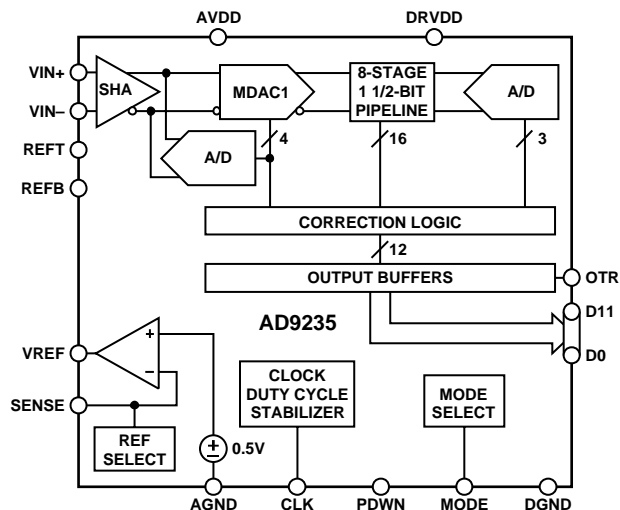 AVDD
DRVDD
VIN+
VIN–
REFT
REFB
SHA
MDAC1
8-STAGE
1 1/2-BIT
PIPELINE
A/D
A/D
4
16
3
CORRECTION LOGIC
12
OUTPUT BUFFERS
OTR
D11
D0
AD9235
VREF
SENSE
+
–
REF
SELECT
±
0.5V
CLOCK
DUTY CYCLE
STABILIZER
MODE
SELECT
AGND
CLK
PDWN
MODE
DGND